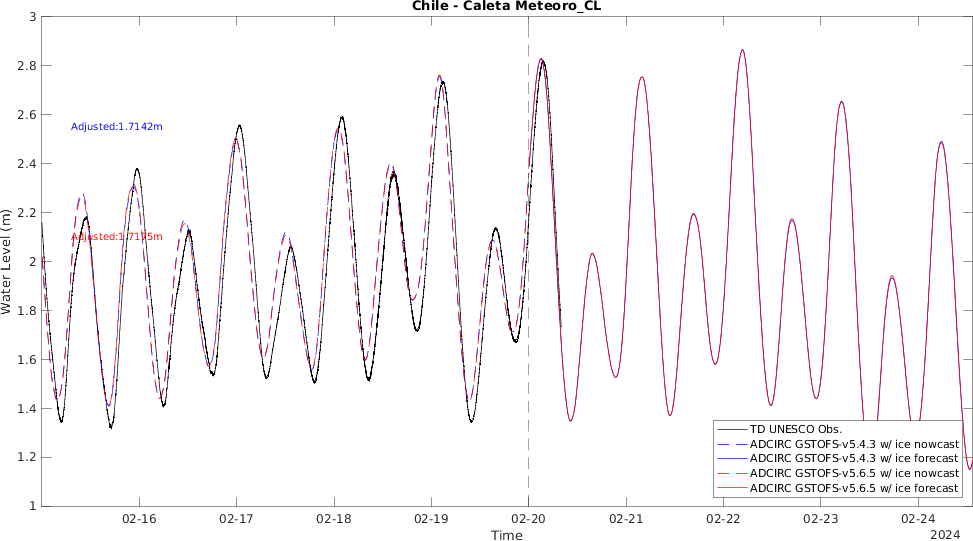 Chile - Caleta Meteoro_CL
3
2.8
2.6
2.4
2.2
2
1.8
1.6
1.4
1.2
1
Water Level (m)
Adjusted:1.7142m
Adjusted:1.7175m
TD UNESCO Obs.
ADCIRC GSTOFS-v5.4.3 w/ ice nowcast
ADCIRC GSTOFS-v5.4.3 w/ ice forecast
ADCIRC GSTOFS-v5.6.5 w/ ice nowcast
ADCIRC GSTOFS-v5.6.5 w/ ice forecast
02-16 02-17 02-18 02-19 02-20 02-21 02-22 02-23 02-24
Time
2024